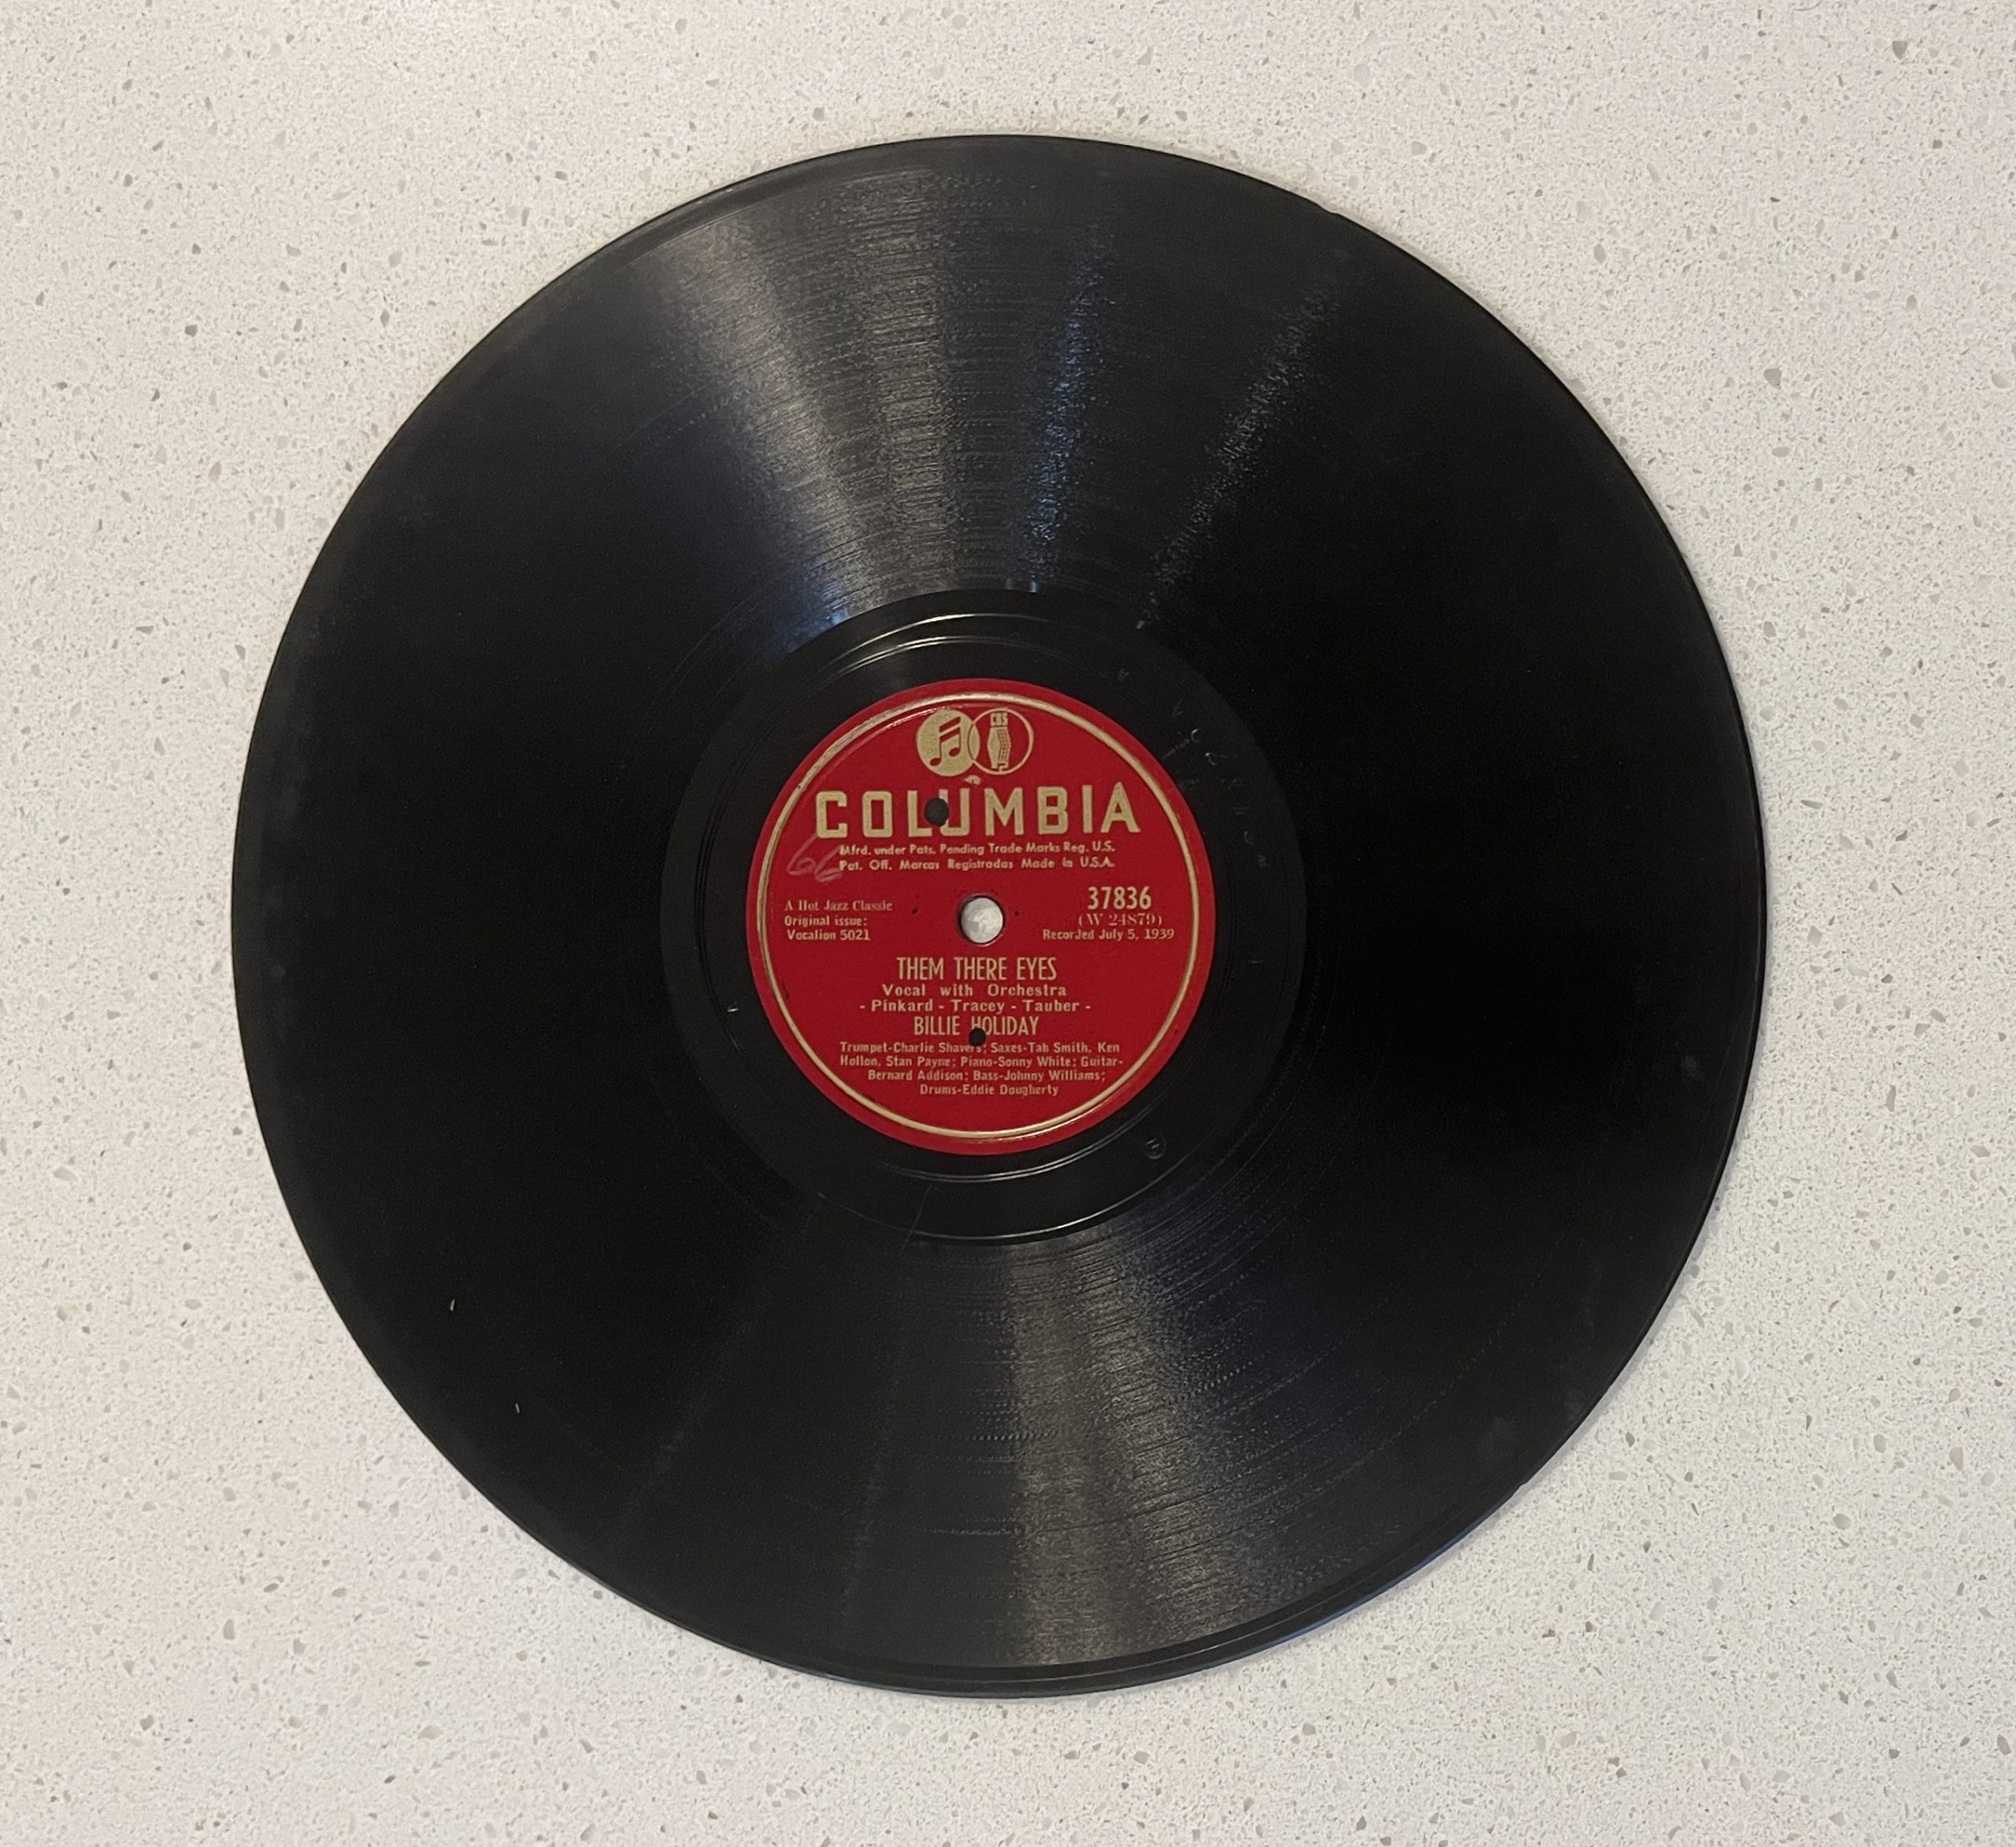 CBS
COLUMBIA
Mfrd. under Pats. Pending Trade Marks Reg. U.S.
Pat. Off. Marcas Registradas Made in U.S.A.
A Hot Jazz Classic
Original issue:
Vocalion 5021
37836
(W 24879)
Recorded July 5, 1939
THEM THERE EYES
Vocal with Orchestra
- Pinkard - Tracey - Tauber -
BILLIE HOLIDAY
Trumpet-Charlie Shavers; Saxes-Tab Smith, Ken
Hollon, Stan Payne; Piano-Sonny White; Guitar-
Bernard Addison; Bass-Johnny Williams;
Drums-Eddie Dougherty
P